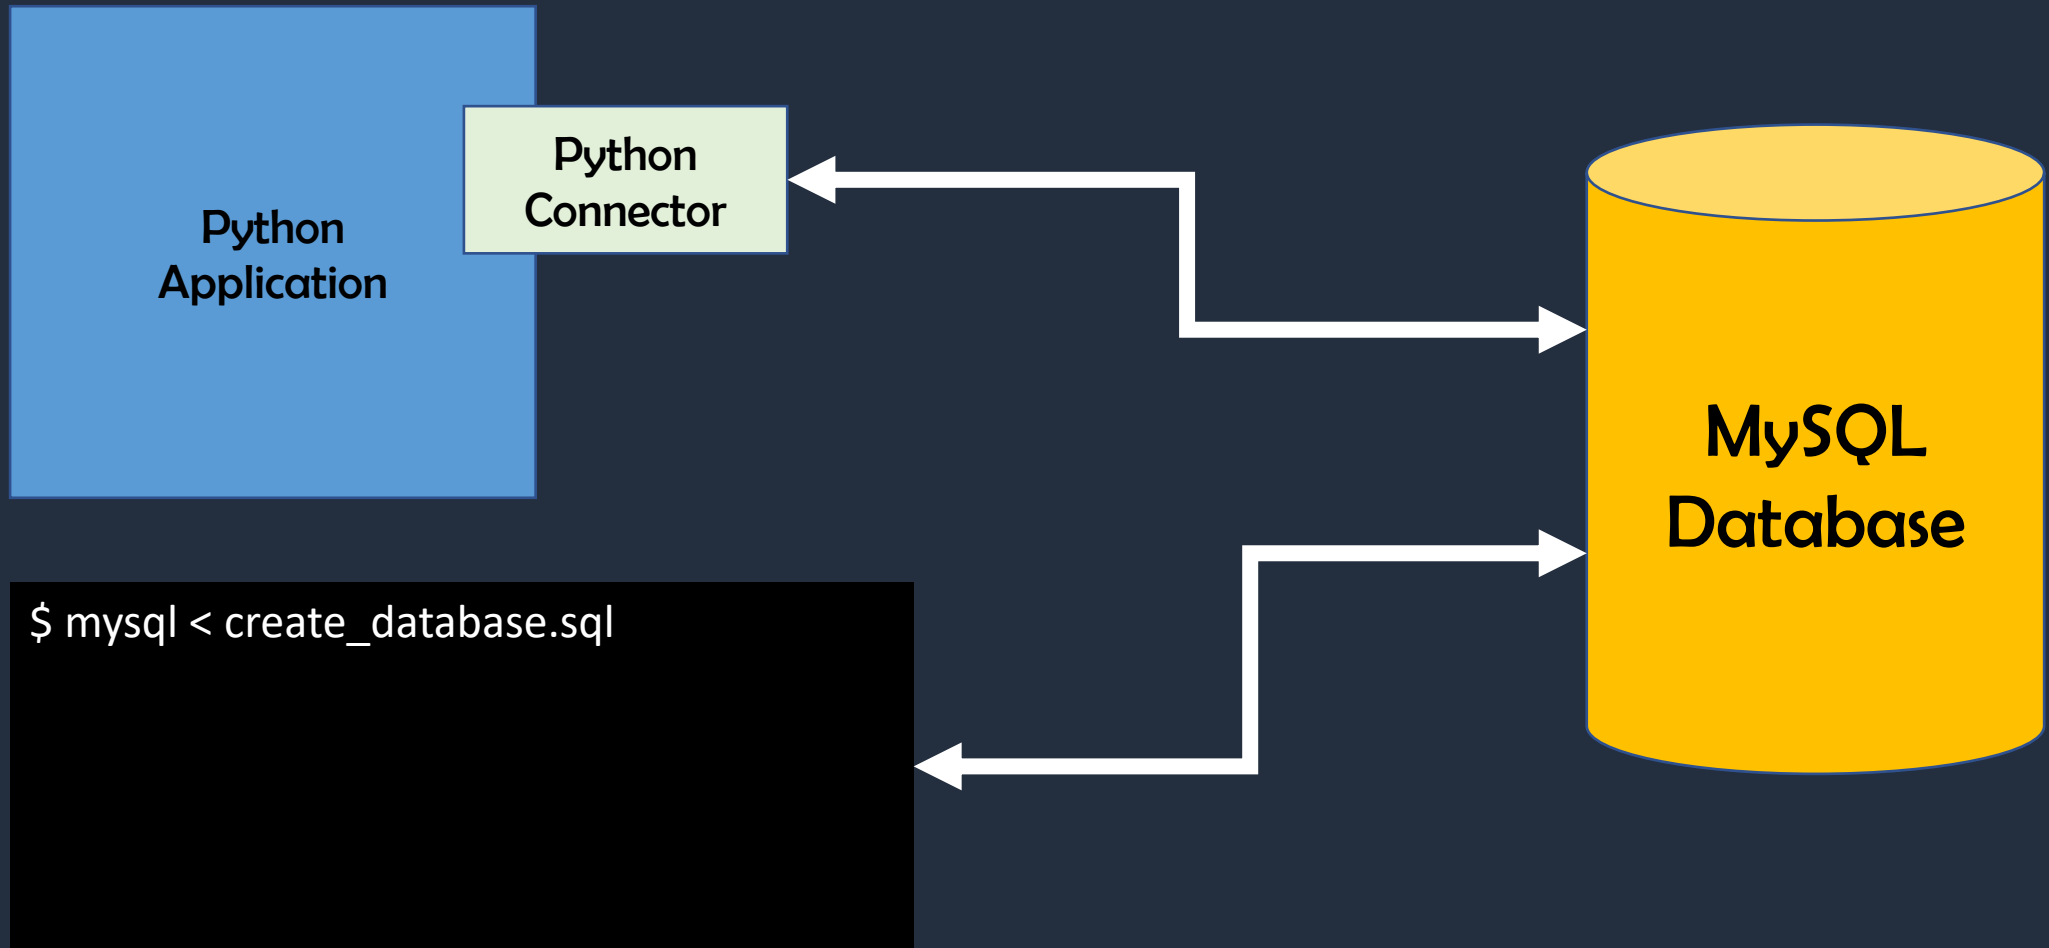 Python
Application
Python
Connector
MySQL
Database
$ mysql < create_database.sql